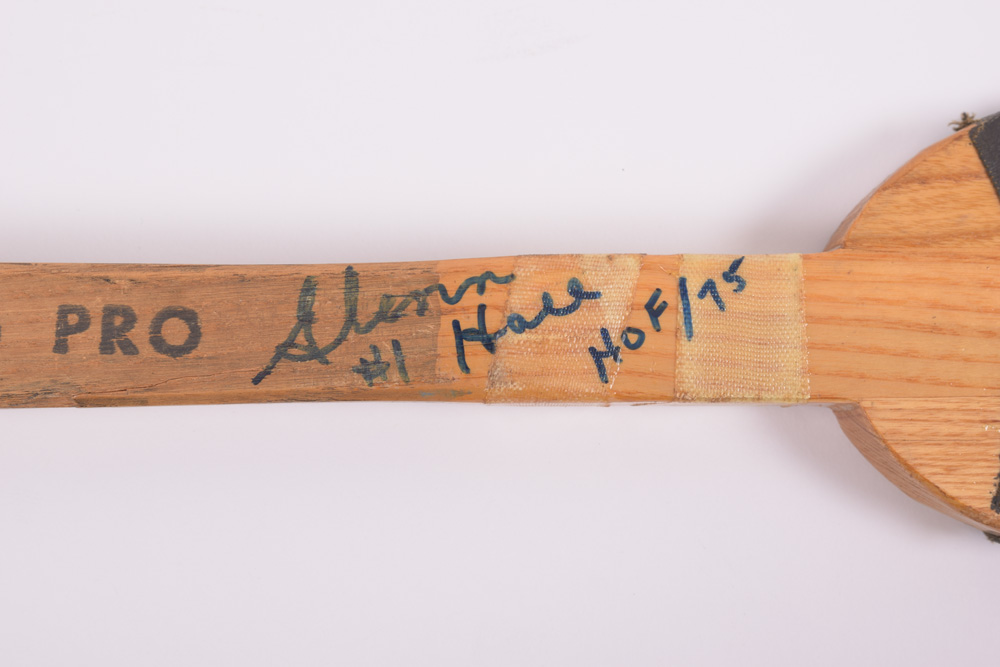 PRO
Glenn Hall
#1
HOF/75